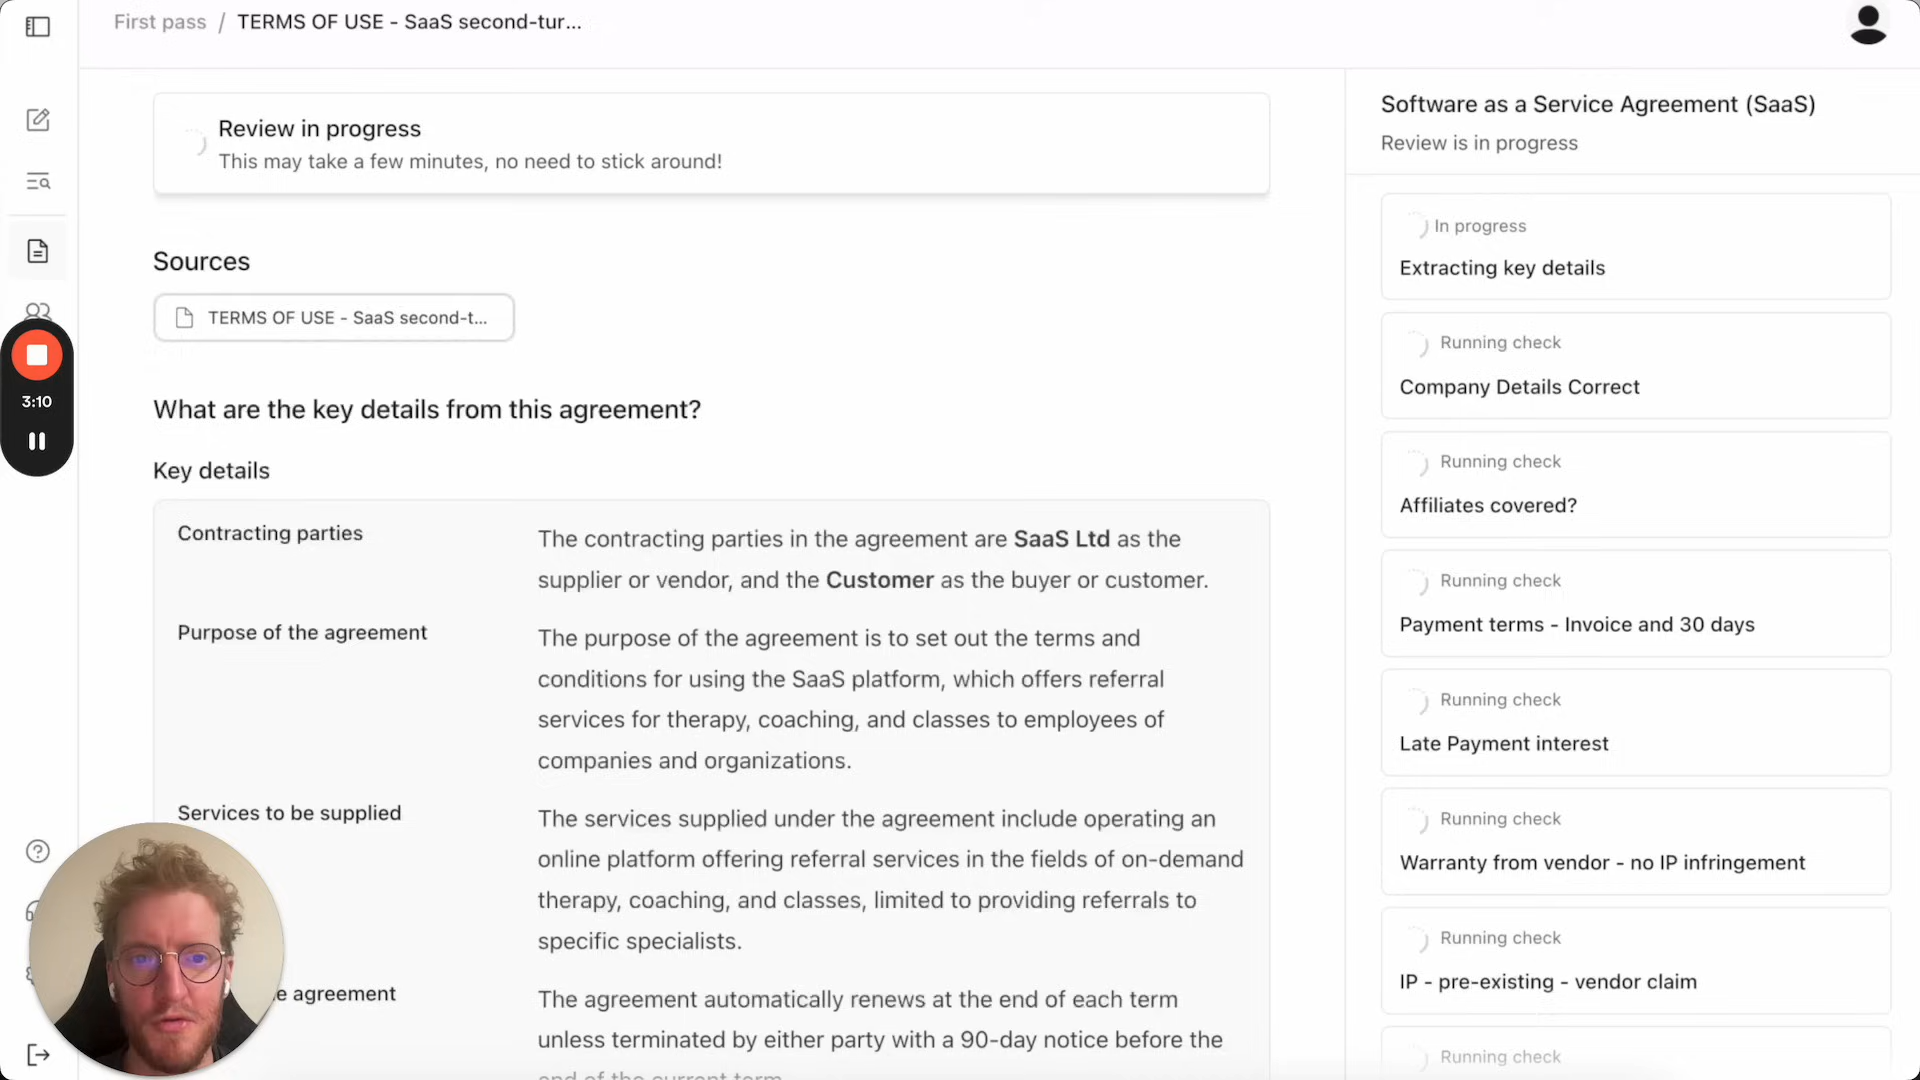 First pass / TERMS OF USE - SaaS second-tur...
Review in progress
This may take a few minutes, no need to stick around!
Sources
TERMS OF USE - SaaS second-t...
What are the key details from this agreement?
Key details
Contracting parties
The contracting parties in the agreement are SaaS Ltd as the
supplier or vendor, and the Customer as the buyer or customer.
Purpose of the agreement
The purpose of the agreement is to set out the terms and
conditions for using the SaaS platform, which offers referral
services for therapy, coaching, and classes to employees of
companies and organizations.
Services to be supplied
The services supplied under the agreement include operating an
online platform offering referral services in the fields of on-demand
therapy, coaching, and classes, limited to providing referrals to
specific specialists.
e agreement
The agreement automatically renews at the end of each term
unless terminated by either party with a 90-day notice before the
end of the current term.
3:10
Software as a Service Agreement (SaaS)
Review is in progress
In progress
Extracting key details
Running check
Company Details Correct
Running check
Affiliates covered?
Running check
Payment terms - Invoice and 30 days
Running check
Late Payment interest
Running check
Warranty from vendor - no IP infringement
Running check
IP - pre-existing - vendor claim
Running check